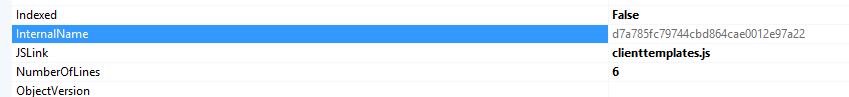 Indexed False
InternalName d7a785fc79744cbd864cae0012e97a22
JSLink clienttemplates.js
NumberOfLines 6
ObjectVersion